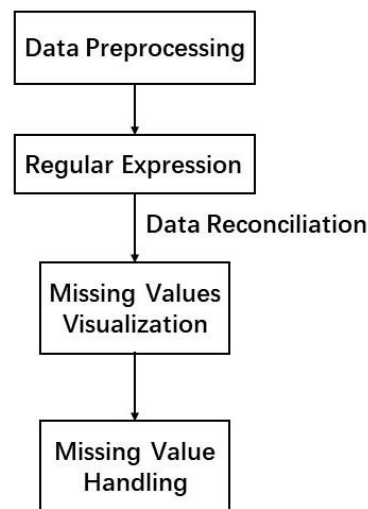 Data Preprocessing
Regular Expression
Data Reconciliation
Missing Values
Visualization
Missing Value
Handling